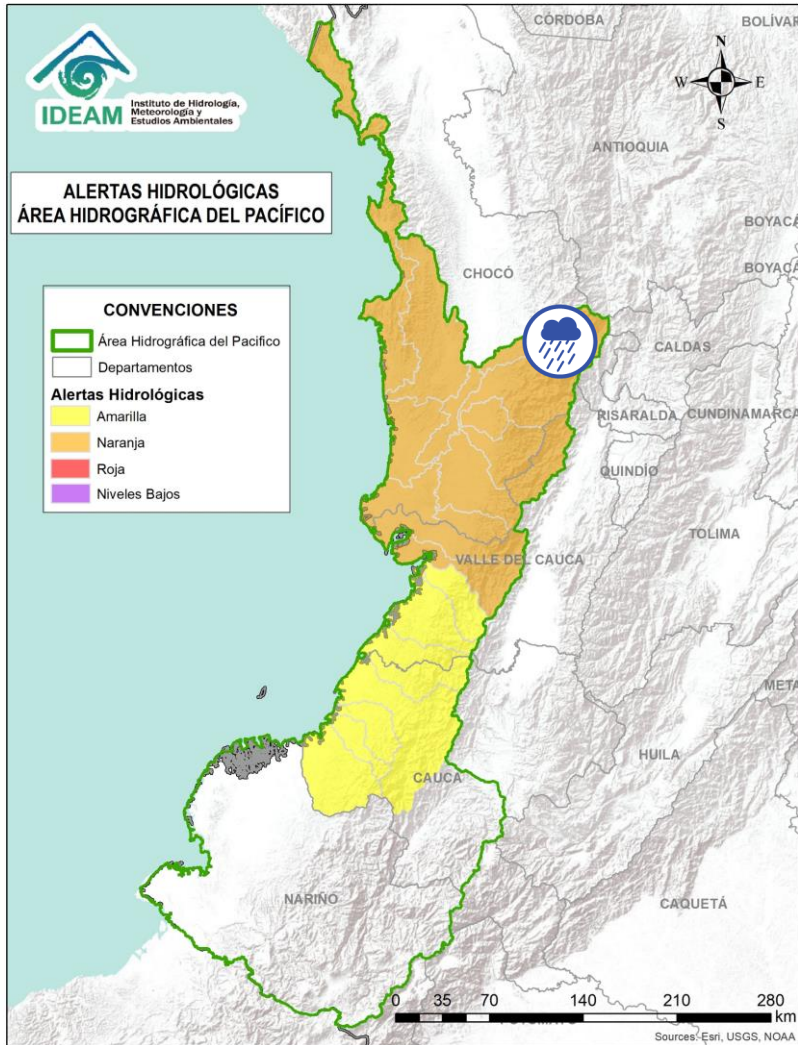 CÓRDOBA
BOLÍVAR
IDEAM
Instituto de Hidrología,
Meteorología y
Estudios Ambientales
N
W
E
S
ANTIOQUIA
ALERTAS HIDROLÓGICAS
ÁREA HIDROGRÁFICA DEL PACÍFICO
BOYACÁ
BOYACÁ
CHOCÓ
CONVENCIONES
Área Hidrográfica del Pacifico
Departamentos
Alertas Hidrológicas
Amarilla
Naranja
Roja
Niveles Bajos
CALDAS
RISARALDA
CUNDINAMARCA
QUINDÍO
TOLIMA
VALLE DEL CAUCA
META
HUILA
CAUCA
NARIÑO
CAQUETÁ
0 35 70 140 210 280
km
Sources: Esri, USGS, NOAA